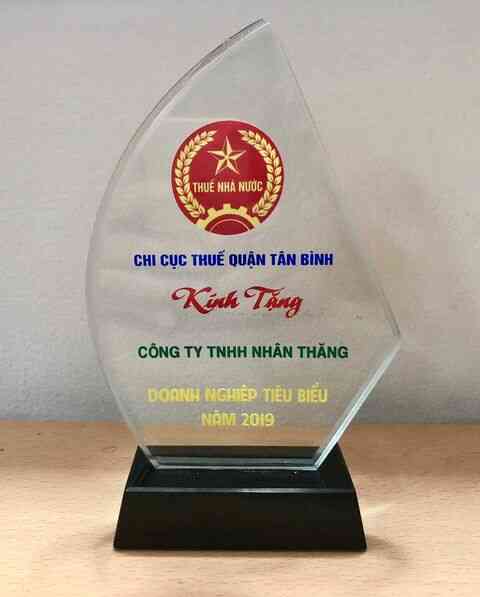 THUẾ NHÀ NƯỚC
CHI CỤC THUẾ QUẬN TÂN BÌNH
Kính Tặng
CÔNG TY TNHH NHÂN THĂNG
DOANH NGHIỆP TIÊU BIỂU
NĂM 2019